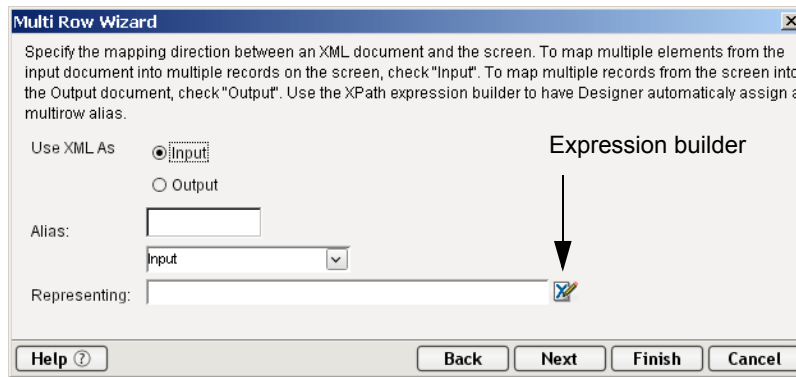 Multi Row Wizard
Specify the mapping direction between an XML document and the screen. To map multiple elements from the
input document into multiple records on the screen, check "Input". To map multiple records from the screen into
the Output document, check "Output". Use the XPath expression builder to have Designer automaticaly assign a
multirow alias.
Use XML As
Input
Expression builder
Output
Alias:
Input
Representing:
Help ?
Back Next Finish Cancel